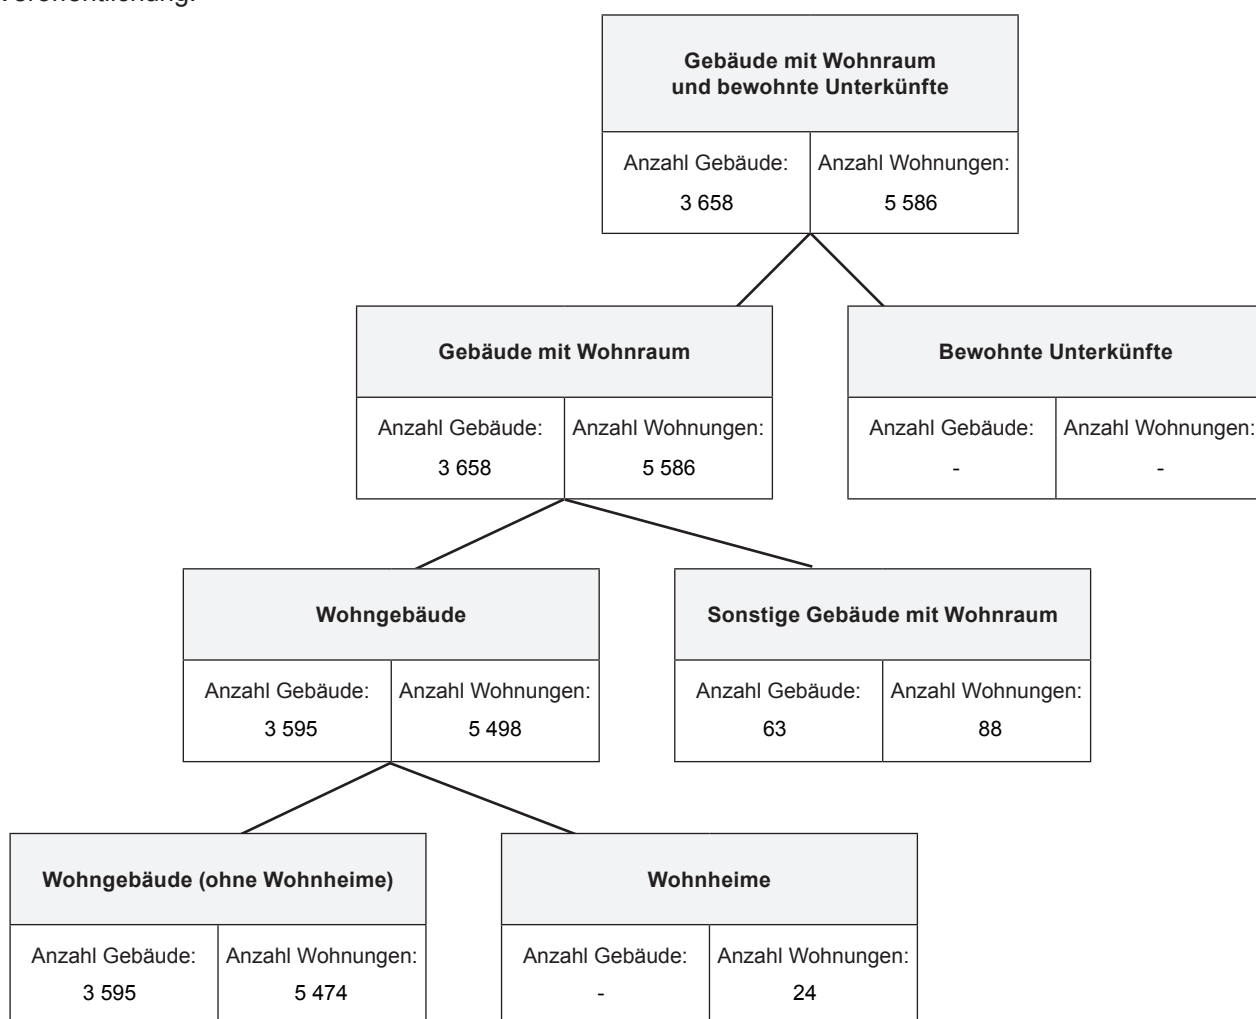 Veröffentlichung.
Gebäude mit Wohnraum
und bewohnte Unterkünfte
Anzahl Gebäude: Anzahl Wohnungen:
3 658 5 586
Gebäude mit Wohnraum Bewohnte Unterkünfte
Anzahl Gebäude: Anzahl Wohnungen: Anzahl Gebäude: Anzahl Wohnungen:
3 658 5 586 - -
Wohngebäude Sonstige Gebäude mit Wohnraum
Anzahl Gebäude: Anzahl Wohnungen: Anzahl Gebäude: Anzahl Wohnungen:
3 595 5 498 63 88
Wohngebäude (ohne Wohnheime) Wohnheime
Anzahl Gebäude: Anzahl Wohnungen: Anzahl Gebäude: Anzahl Wohnungen:
3 595 5 474 - 24